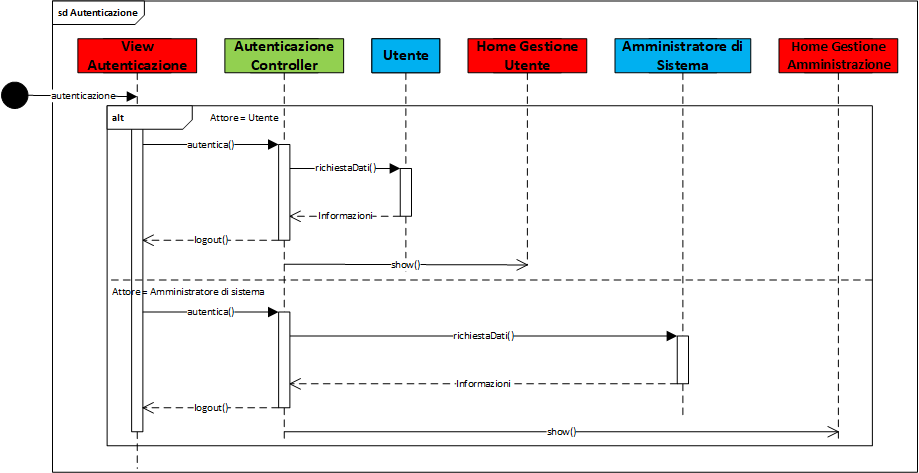 sd Autenticazione
View
Autenticazione
Autenticazione
Controller
Utente
Home Gestione
Utente
Amministratore di
Sistema
Home Gestione
Amministrazione
autenticazione
alt
Attore = Utente
autentica()
richiestaDati()
Informazioni
logout()
show()
Attore = Amministratore di sistema
autentica()
richiestaDati()
Informazioni
logout()
show()